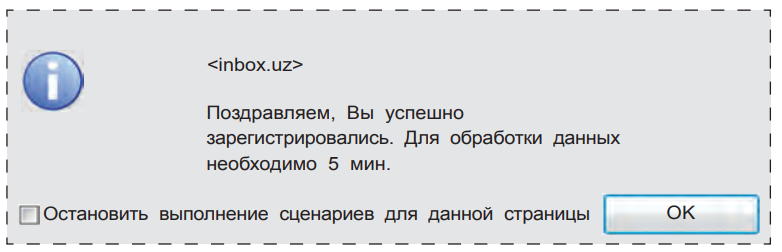 <inbox.uz>
Поздравляем, Вы успешно
зарегистрировались. Для обработки данных
необходимо 5 мин.
Остановить выполнение сценариев для данной страницы
OK